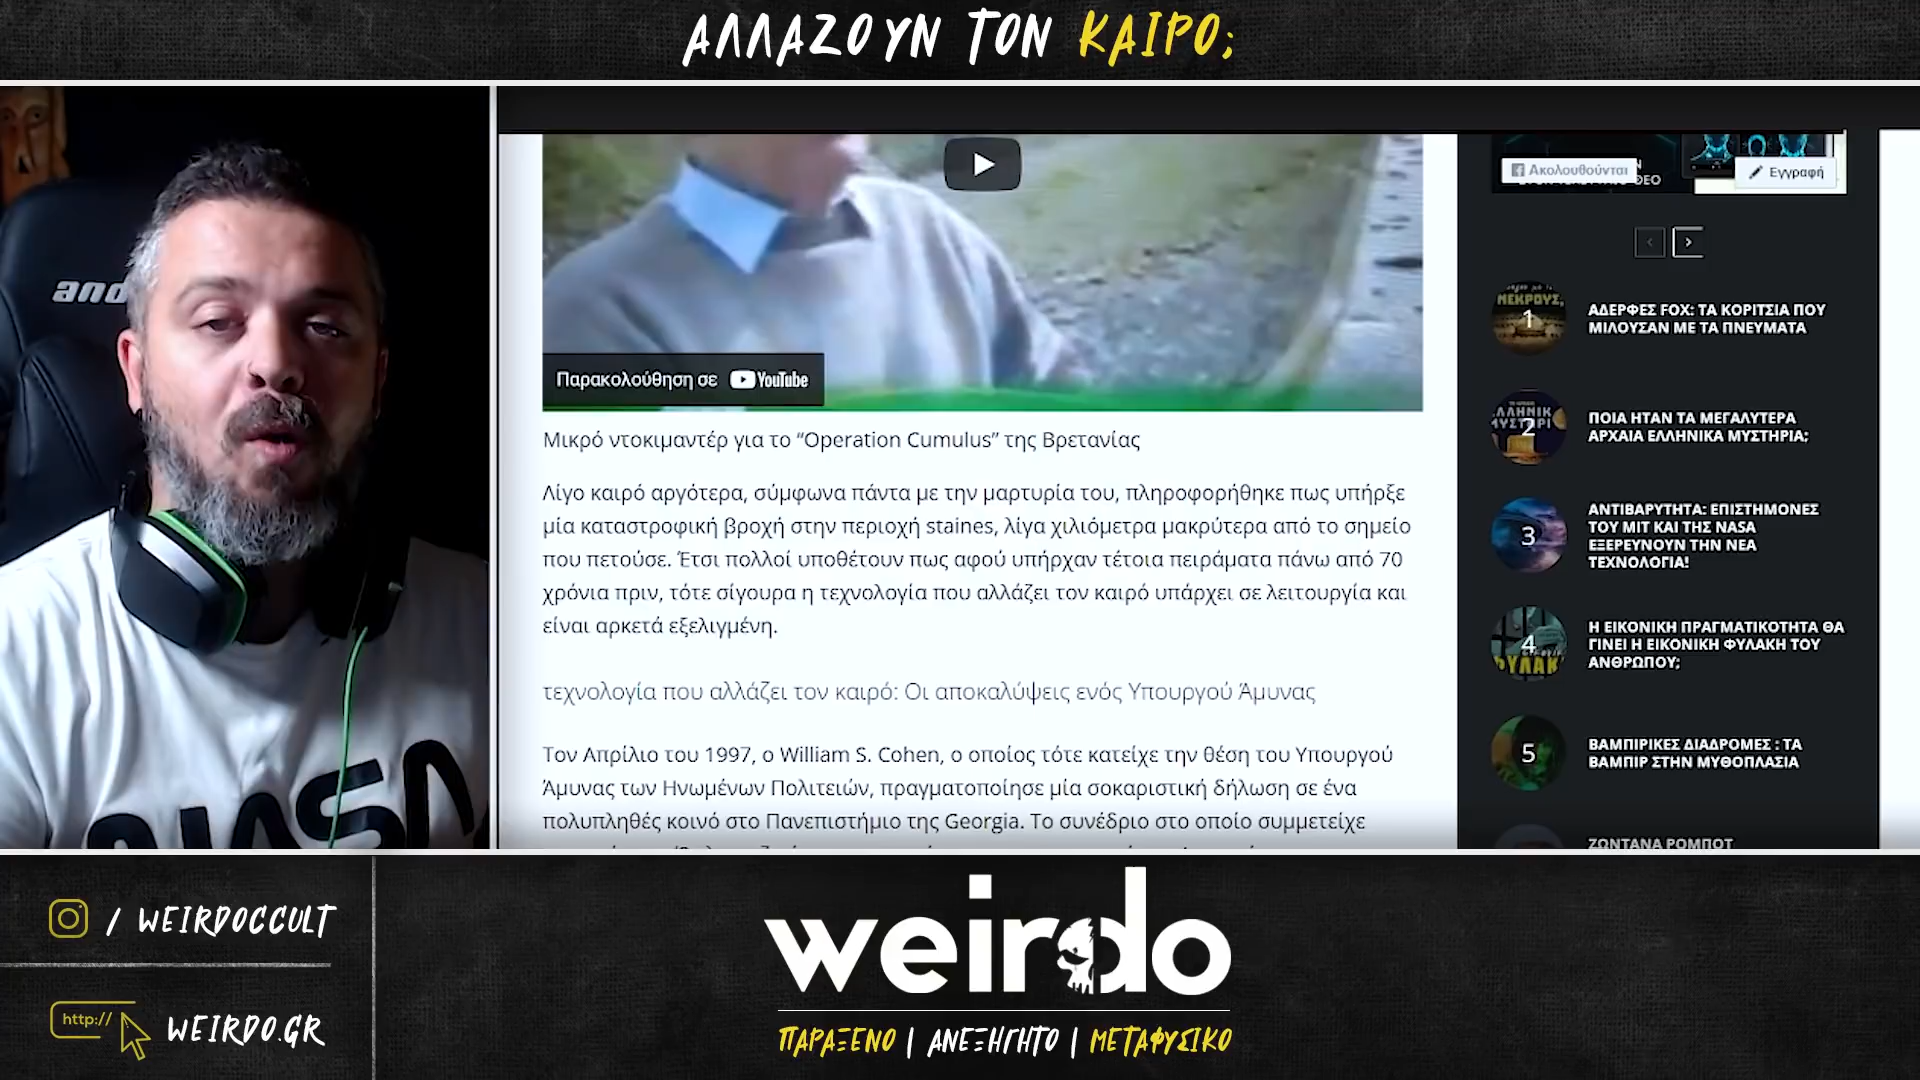 ΑΛΛΑΖΟΥΝ ΤΟΝ ΚΑΙΡΟ;
and
NASA
Παρακολούθηση σε YouTube
Μικρό ντοκιμαντέρ για το “Operation Cumulus” της Βρετανίας
Λίγο καιρό αργότερα, σύμφωνα πάντα με την μαρτυρία του, πληροφορήθηκε πως υπήρξε
μία καταστροφική βροχή στην περιοχή staines, λίγα χιλιόμετρα μακρύτερα από το σημείο
που πετούσε. Έτσι πολλοί υποθέτουν πως αφού υπήρχαν τέτοια πειράματα πάνω από 70
χρόνια πριν, τότε σίγουρα η τεχνολογία που αλλάζει τον καιρό υπάρχει σε λειτουργία και
είναι αρκετά εξελιγμένη.
τεχνολογία που αλλάζει τον καιρό: Οι αποκαλύψεις ενός Υπουργού Άμυνας
Τον Απρίλιο του 1997, ο William S. Cohen, ο οποίος τότε κατείχε την θέση του Υπουργού
Άμυνας των Ηνωμένων Πολιτειών, πραγματοποίησε μία σοκαριστική δήλωση σε ένα
πολυπληθές κοινό στο Πανεπιστήμιο της Georgia. Το συνέδριο στο οποίο συμμετείχε
Ακολουθούνται
Εγγραφή
1
ΑΔΕΡΦΕΣ FOX: ΤΑ ΚΟΡΙΤΣΙΑ ΠΟΥ
ΜΙΛΟΥΣΑΝ ΜΕ ΤΑ ΠΝΕΥΜΑΤΑ
2
ΠΟΙΑ ΗΤΑΝ ΤΑ ΜΕΓΑΛΥΤΕΡΑ
ΑΡΧΑΙΑ ΕΛΛΗΝΙΚΑ ΜΥΣΤΗΡΙΑ;
3
ΑΝΤΙΒΑΡΥΤΗΤΑ: ΕΠΙΣΤΗΜΟΝΕΣ
ΤΟΥ MIT ΚΑΙ ΤΗΣ NASA
ΕΞΕΡΕΥΝΟΥΝ ΤΗΝ ΝΕΑ
ΤΕΧΝΟΛΟΓΙΑ!
4
Η ΕΙΚΟΝΙΚΗ ΠΡΑΓΜΑΤΙΚΟΤΗΤΑ ΘΑ
ΓΙΝΕΙ Η ΕΙΚΟΝΙΚΗ ΦΥΛΑΚΗ ΤΟΥ
ΑΝΘΡΩΠΟΥ;
5
ΒΑΜΠΙΡΙΚΕΣ ΔΙΑΔΡΟΜΕΣ : ΤΑ
ΒΑΜΠΙΡ ΣΤΗΝ ΜΥΘΟΠΛΑΣΙΑ
ΖΩΝΤΑΝΑ ΡΟΜΠΟΤ
/ WEIRDOCCULT
http:// WEIRDO.GR
weirdo
ΠΑΡΑΞΕΝΟ | ΑΝΕΞΗΓΗΤΟ | ΜΕΤΑΦΥΣΙΚΟ